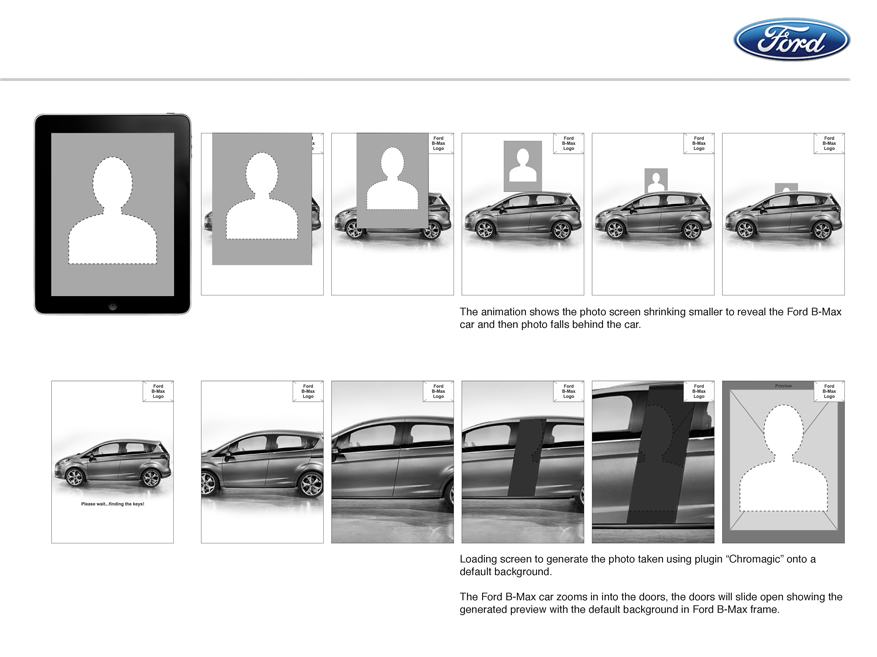 Ford
Ford
B-Max
Logo
Ford
B-Max
Logo
Ford
B-Max
Logo
Ford
B-Max
Logo
The animation shows the photo screen shrinking smaller to reveal the Ford B-Max
car and then photo falls behind the car.
Ford
B-Max
Logo
Please wait...finding the keys!
Ford
B-Max
Logo
Ford
B-Max
Logo
Ford
B-Max
Logo
Ford
B-Max
Logo
Preview
Ford
B-Max
Logo
Loading screen to generate the photo taken using plugin “Chromagic” onto a
default background.
The Ford B-Max car zooms in into the doors, the doors will slide open showing the
generated preview with the default background in Ford B-Max frame.